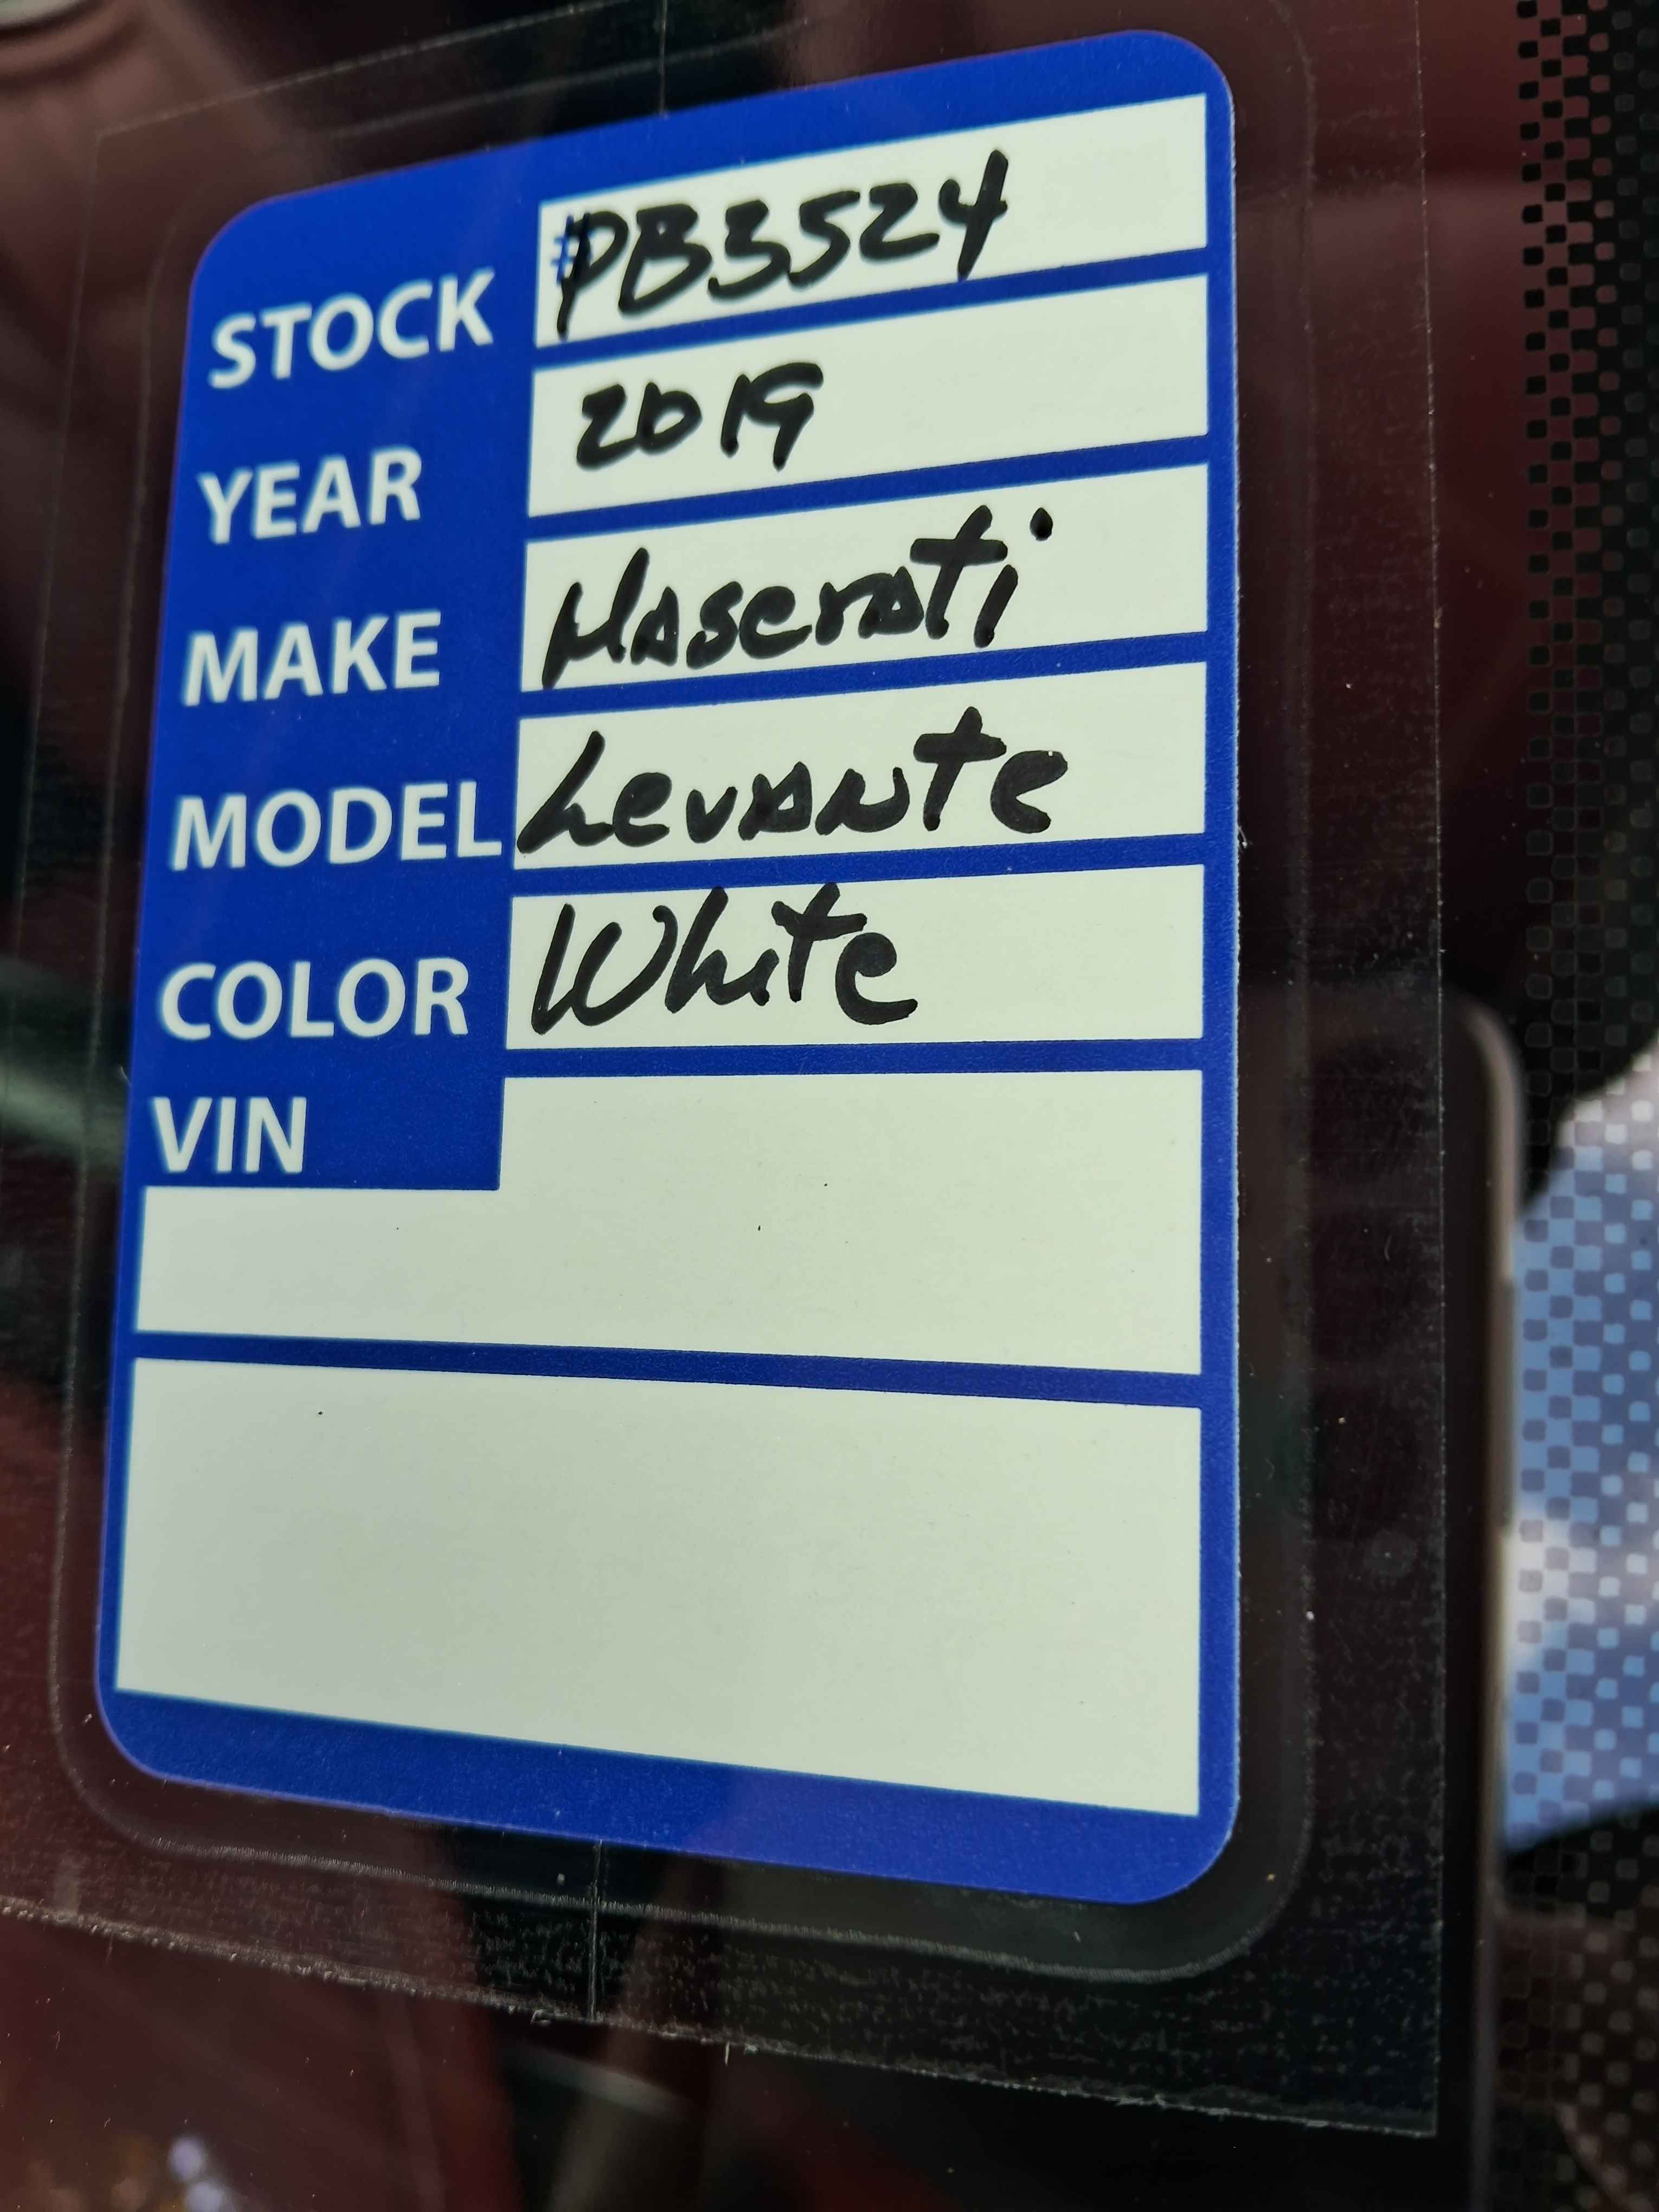 STOCK #PB3524
YEAR 2019
MAKE Maserati
MODEL Levante
COLOR White
VIN